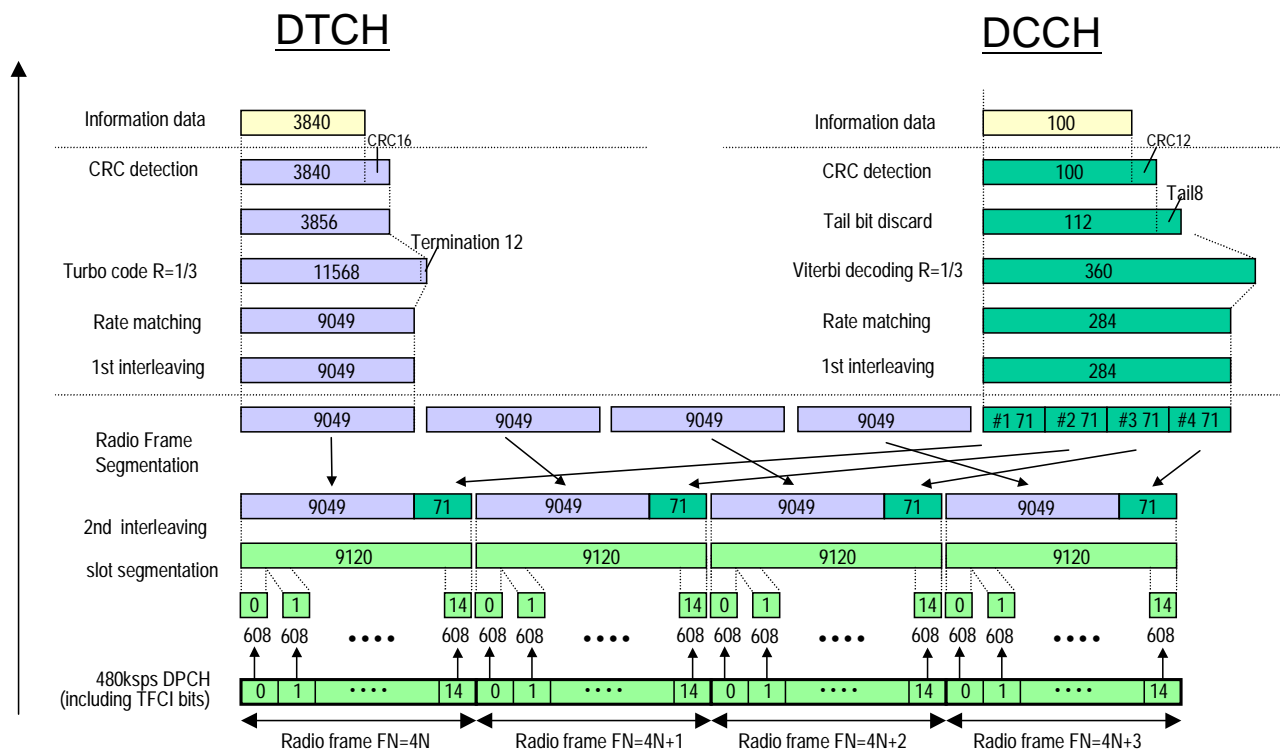 DTCH DCCH
Information data 3840 Information data 100
CRC16 CRC12
CRC detection 3840 CRC detection 100
Tail8
3856 Tail bit discard 112
Termination 12
Turbo code R=1/3 11568 Viterbi decoding R=1/3 360
Rate matching 9049 Rate matching 284
1st interleaving 9049 1st interleaving 284
9049 9049 9049 9049 #1 71 #2 71 #3 71 #4 71
Radio Frame
Segmentation
9049 71 9049 71 9049 71 9049 71
2nd interleaving
9120 9120 9120 9120
slot segmentation
0 1 14 0 1 14 0 1 14 0 1 14
608 608 •••• 608 608 608 •••• 608 608 608 •••• 608 608 608 •••• 608
480ksps DPCH
(including TFCI bits)
0 1 •••• 14 0 1 •••• 14 0 1 •••• 14 0 1 •••• 14
Radio frame FN=4N Radio frame FN=4N+1 Radio frame FN=4N+2 Radio frame FN=4N+3